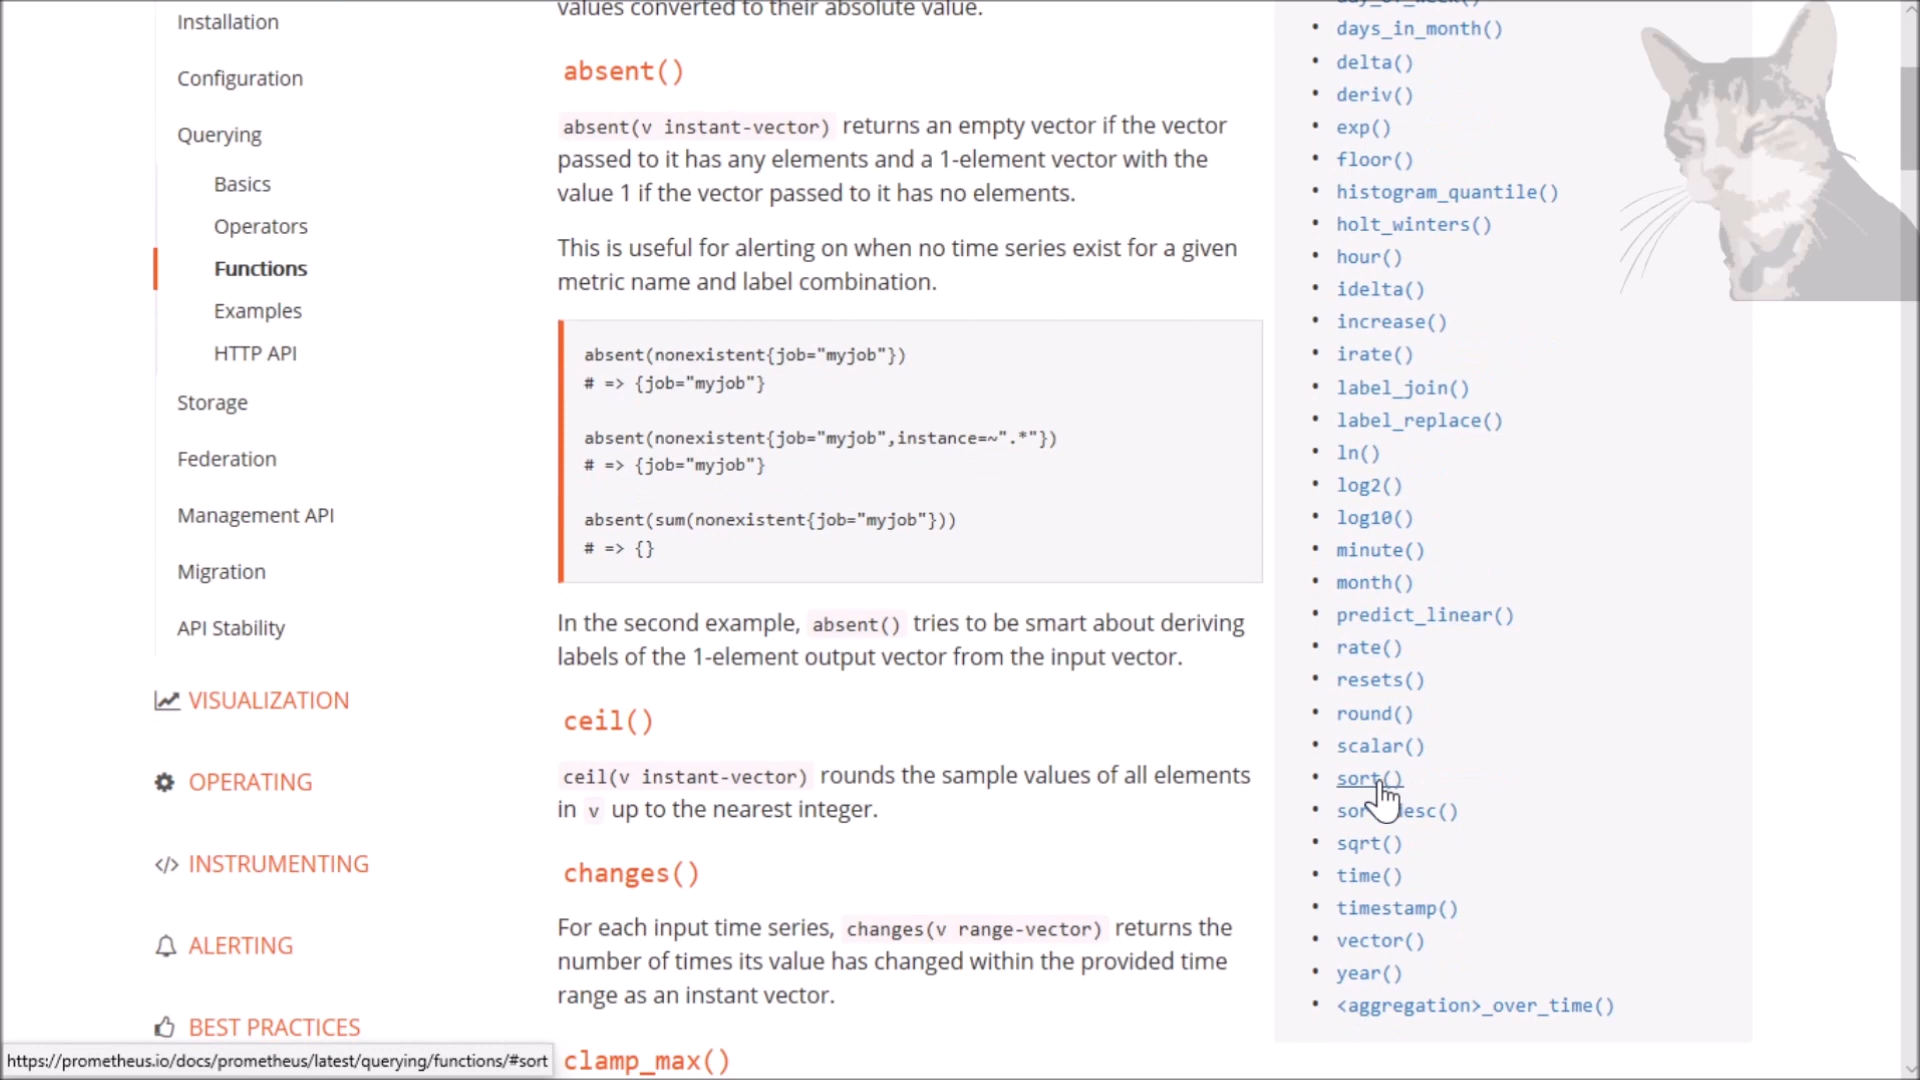 Installation
Configuration
Querying
Basics
Operators
Functions
Examples
HTTP API
Storage
Federation
Management API
Migration
API Stability
VISUALIZATION
OPERATING
INSTRUMENTING
ALERTING
BEST PRACTICES
https://prometheus.io/docs/prometheus/latest/querying/functions/#sort
values converted to their absolute value.
absent()
absent(v instant-vector) returns an empty vector if the vector
passed to it has any elements and a 1-element vector with the
value 1 if the vector passed to it has no elements.
This is useful for alerting on when no time series exist for a given
metric name and label combination.
absent(nonexistent{job="myjob"})
# => {job="myjob"}
absent(nonexistent{job="myjob",instance=~".*"})
# => {job="myjob"}
absent(sum(nonexistent{job="myjob"}))
# => {}
In the second example, absent() tries to be smart about deriving
labels of the 1-element output vector from the input vector.
ceil()
ceil(v instant-vector) rounds the sample values of all elements
in v up to the nearest integer.
changes()
For each input time series, changes(v range-vector) returns the
number of times its value has changed within the provided time
range as an instant vector.
clamp_max()
days_in_month()
delta()
deriv()
exp()
floor()
histogram_quantile()
holt_winters()
hour()
idelta()
increase()
irate()
label_join()
label_replace()
ln()
log2()
log10()
minute()
month()
predict_linear()
rate()
resets()
round()
scalar()
sort()
sqrt()
time()
timestamp()
vector()
year()
<aggregation>_over_time()